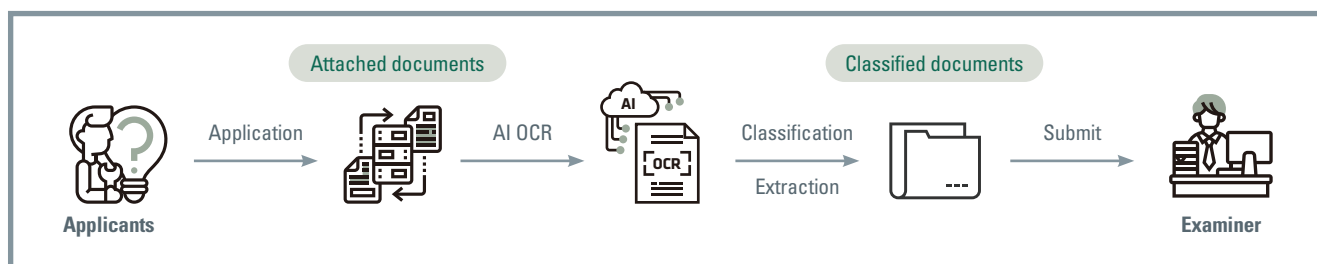 Attached documents
Classified documents
AI
Application
AI OCR
Classification
Submit
OCR
Extraction
Applicants
Examiner